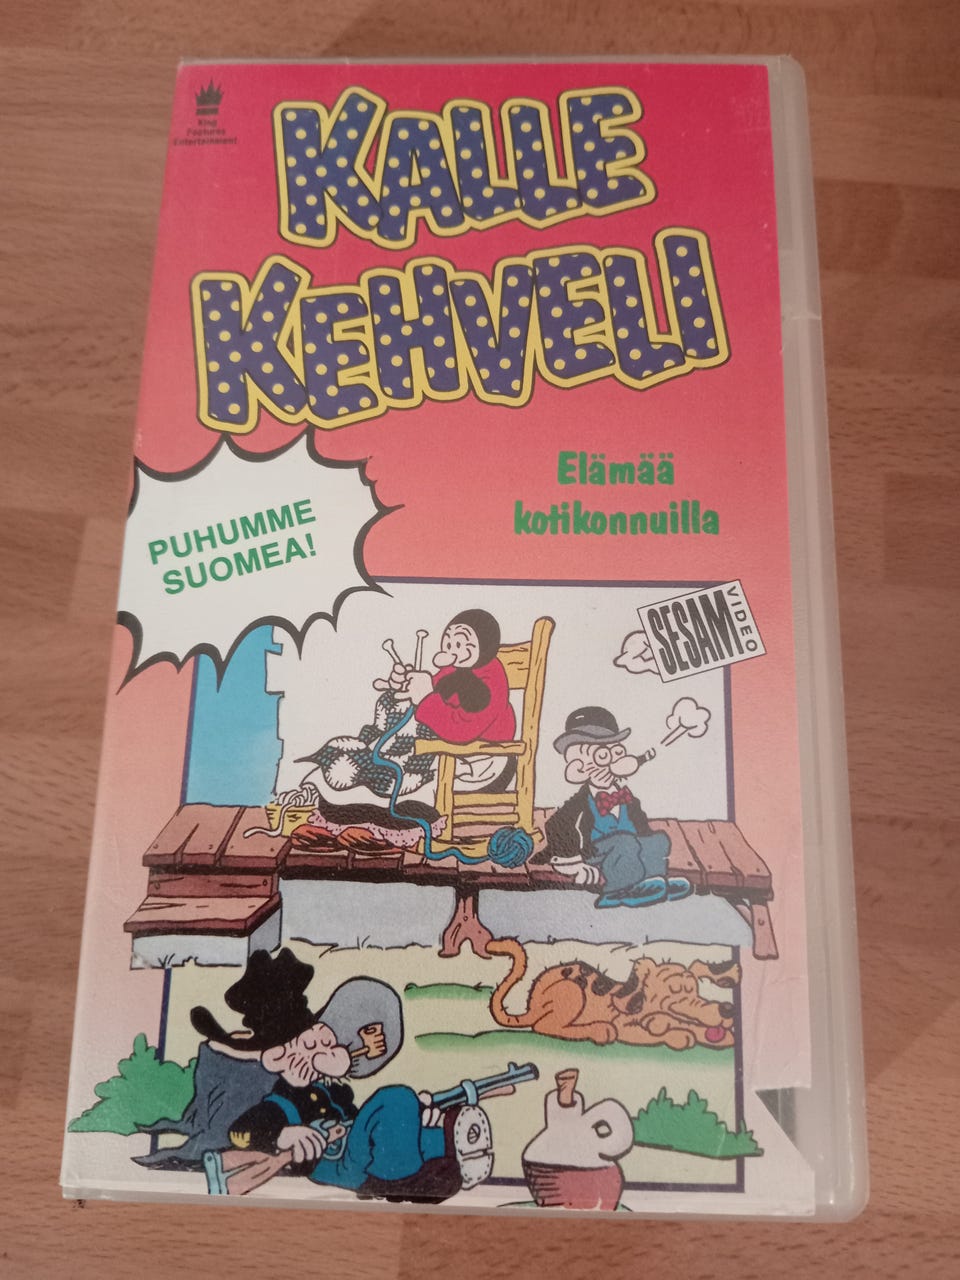 King
Features
Entertainment
KALLE
KEHVELI
Elämää
kotikonnuilla
PUHUMME
SUOMEA!
SESAM
VIDEO